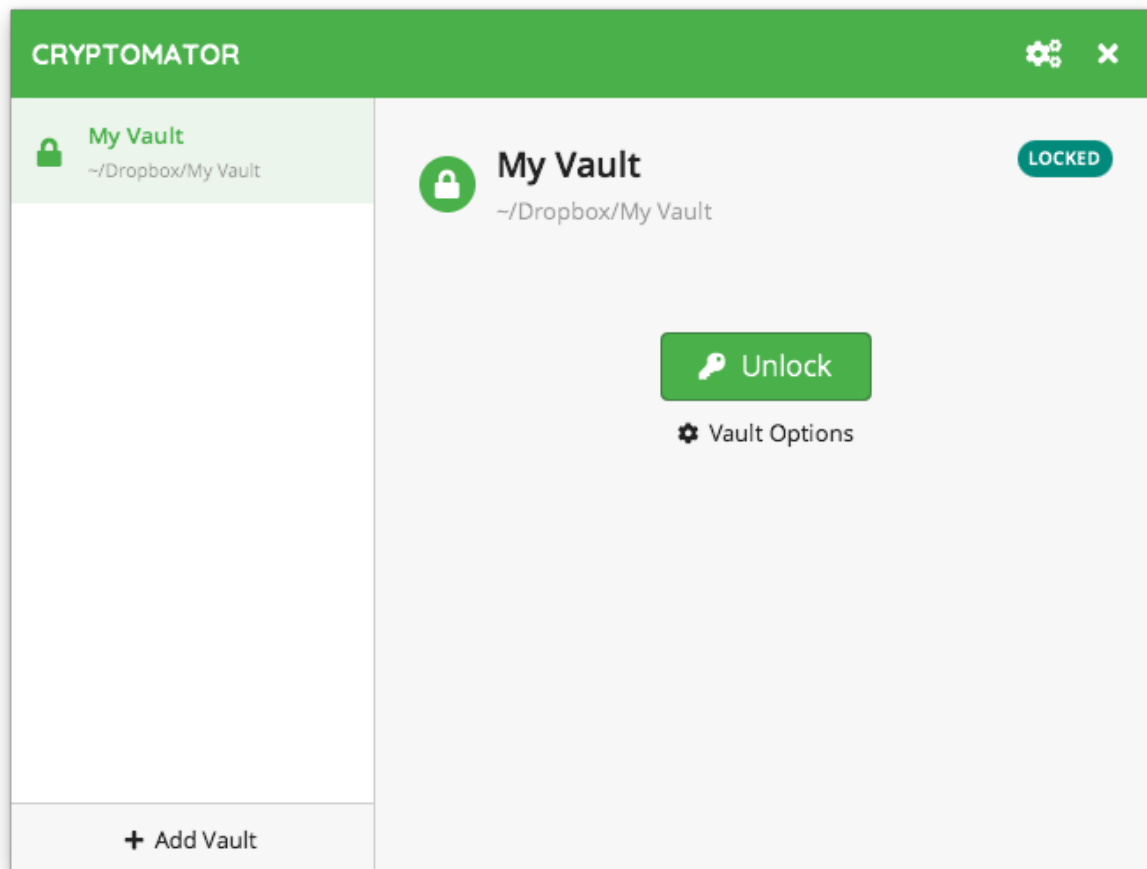 CRYPTOMATOR
My Vault
~/Dropbox/My Vault
My Vault
~/Dropbox/My Vault
LOCKED
Unlock
Vault Options
Add Vault